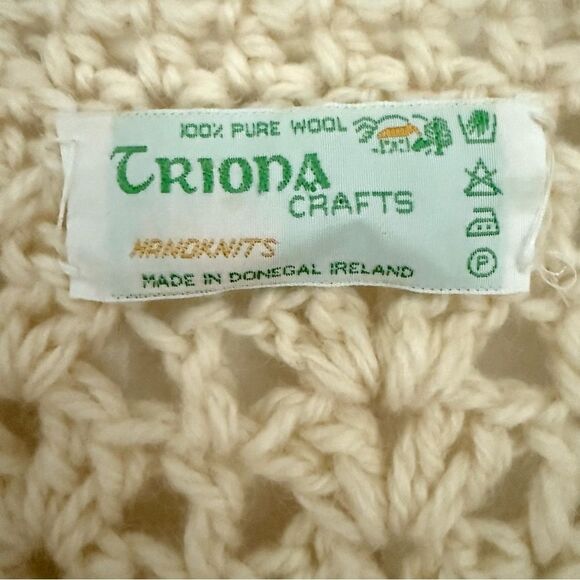 100% PURE WOOL
TRIONA
CRAFTS
HANDKNITS
MADE IN DONEGAL IRELAND
P